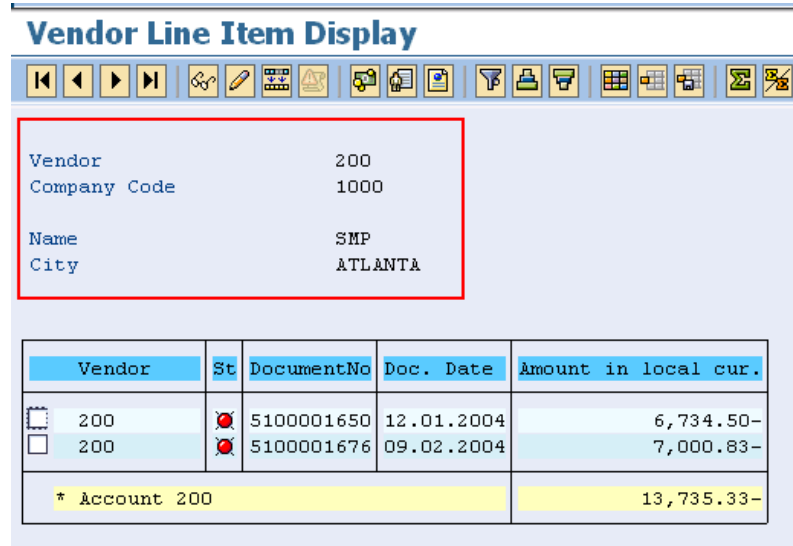 Vendor Line Item Display
Vendor 200
Company Code 1000
Name SMP
City ATLANTA
Vendor St DocumentNo Doc. Date Amount in local cur.
200 5100001650 12.01.2004 6,734.50-
200 5100001676 09.02.2004 7,000.83-
* Account 200 13,735.33-